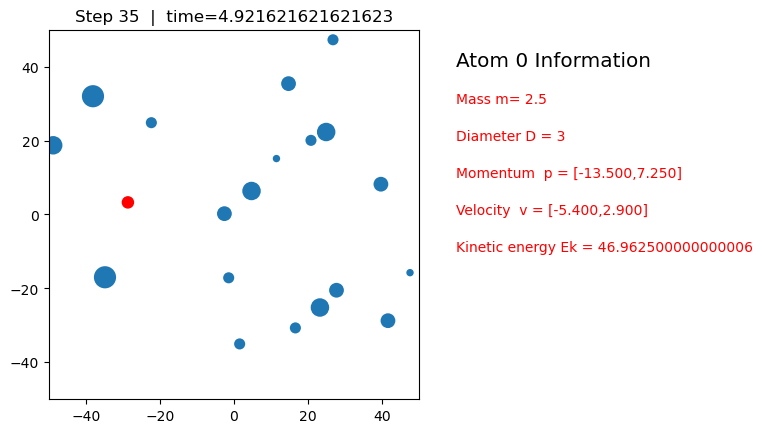 Step 35  |  time=4.921621621621623
Atom 0 Information
Mass m= 2.5
Diameter D = 3
Momentum  p = [-13.500,7.250]
Velocity  v = [-5.400,2.900]
Kinetic energy Ek = 46.962500000000006
40
20
0
−20
−40
−40 −20 0 20 40